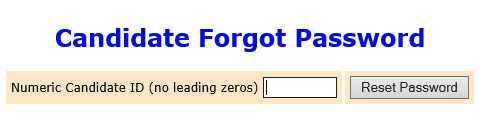 Candidate Forgot Password
Numeric Candidate ID (no leading zeros) Reset Password